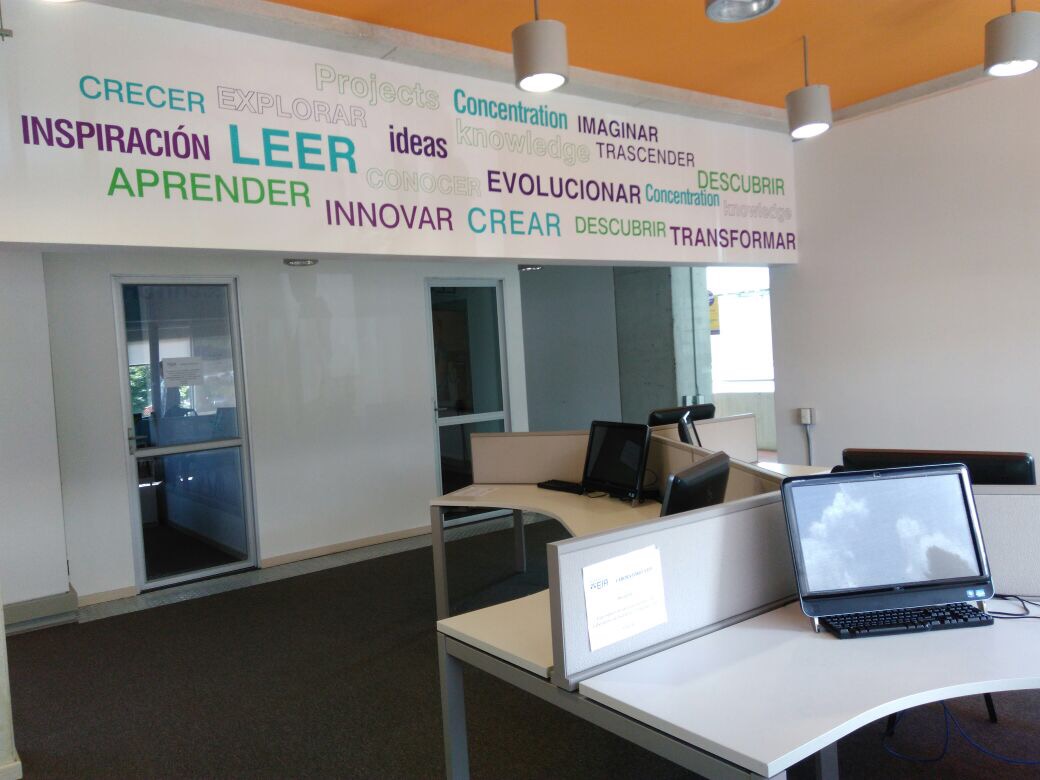 Projects
CRECER EXPLORAR Concentration IMAGINAR
INSPIRACIÓN LEER ideas knowledge TRASCENDER
APRENDER CONOCER EVOLUCIONAR Concentration DESCUBRIR
INNOVAR CREAR DESCUBRIR TRANSFORMAR knowledge
EIA